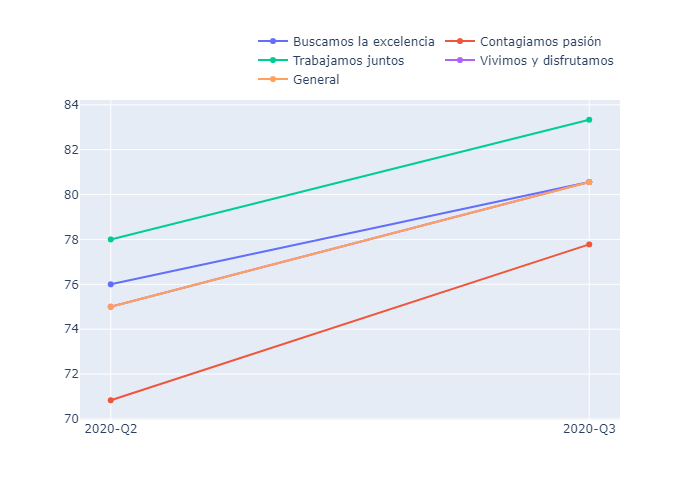 Buscamos la excelencia Contagiamos pasión
Trabajamos juntos Vivimos y disfrutamos
General
84
82
80
78
76
74
72
70
2020-Q2 2020-Q3